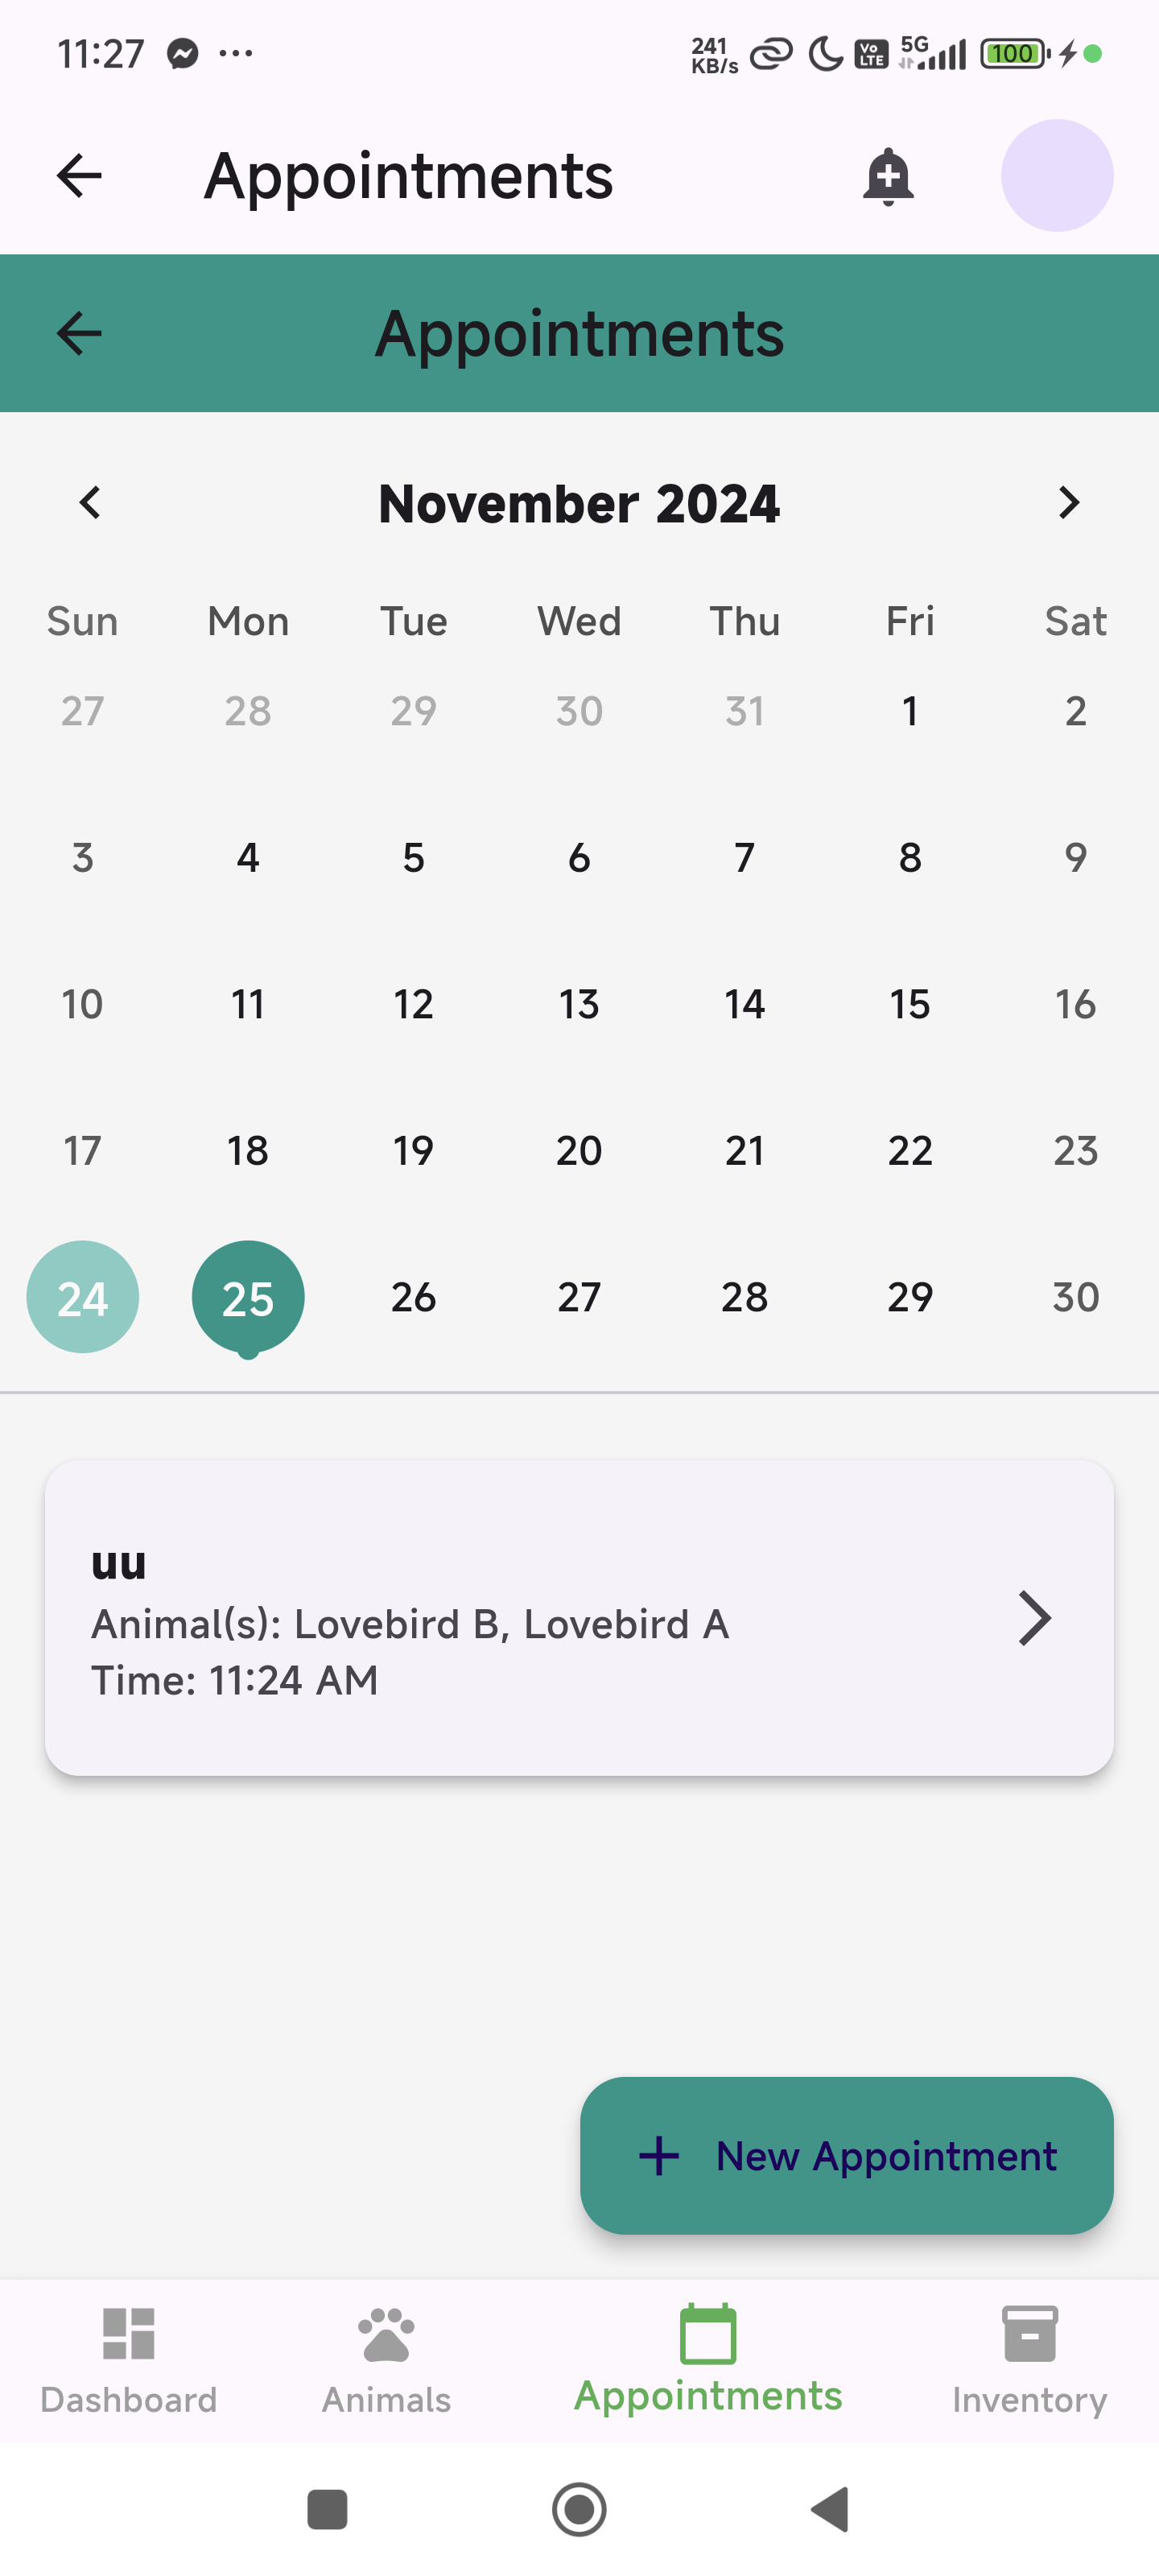 11:27
241
KB/s
Vo
LTE
5G
100
Appointments
Appointments
November 2024
Sun Mon Tue Wed Thu Fri Sat
27 28 29 30 31 1 2
3 4 5 6 7 8 9
10 11 12 13 14 15 16
17 18 19 20 21 22 23
24 25 26 27 28 29 30
uu
Animal(s): Lovebird B, Lovebird A
Time: 11:24 AM
New Appointment
Dashboard Animals Appointments Inventory